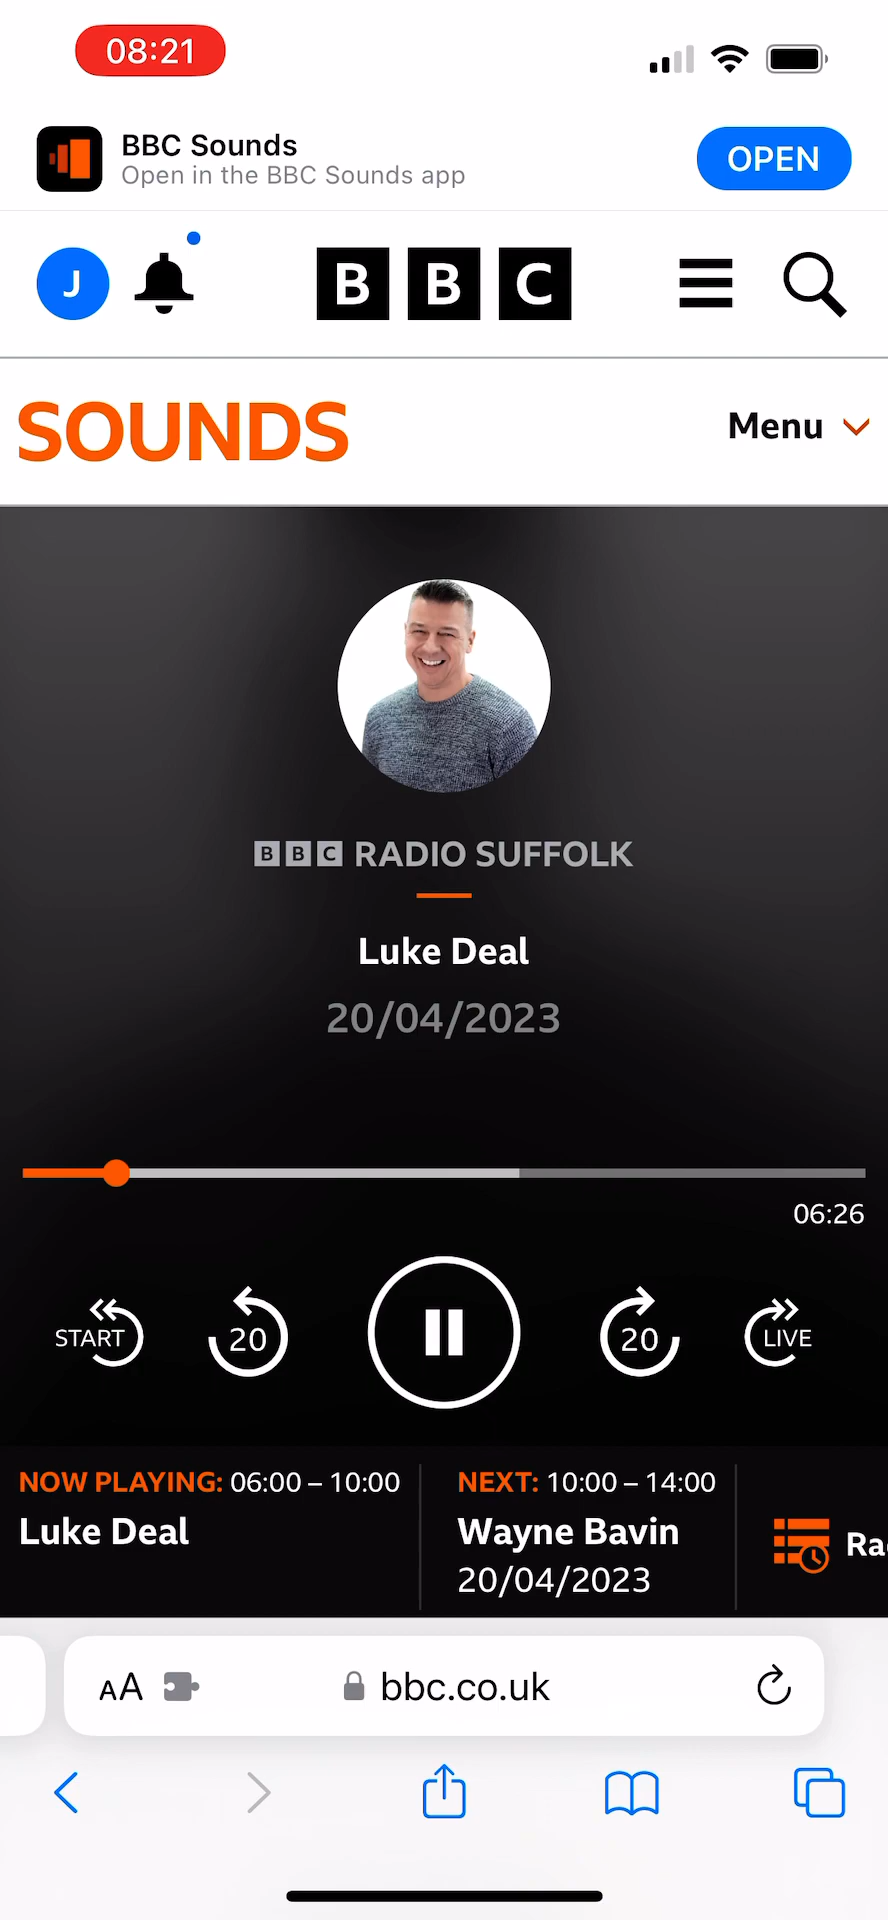 08:21
BBC Sounds
Open in the BBC Sounds app
OPEN
J
BBC
SOUNDS
Menu
BBC RADIO SUFFOLK
Luke Deal
20/04/2023
06:26
START
20
20
LIVE
NOW PLAYING: 06:00 – 10:00
Luke Deal
NEXT: 10:00 – 14:00
Wayne Bavin
20/04/2023
Ra
AA
bbc.co.uk